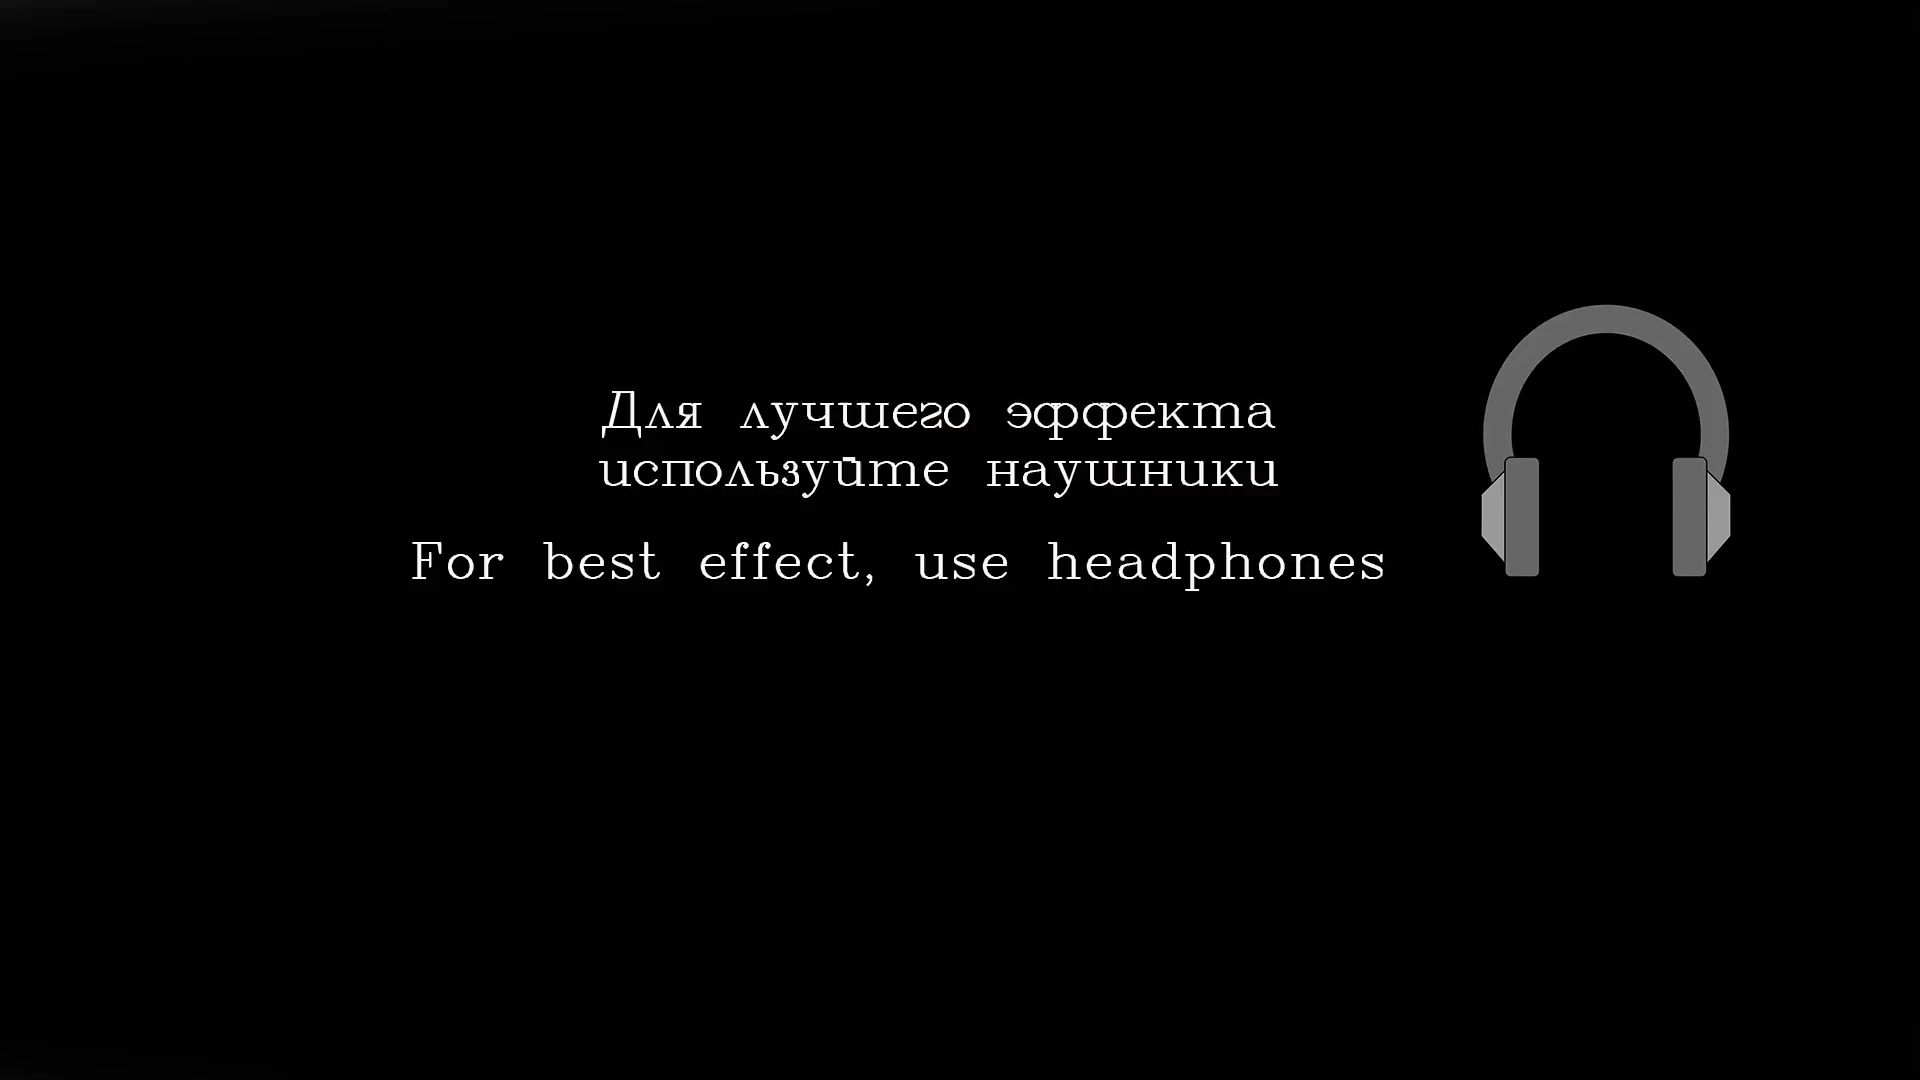 Для лучшего эффекта
используйте наушники
For best effect, use headphones